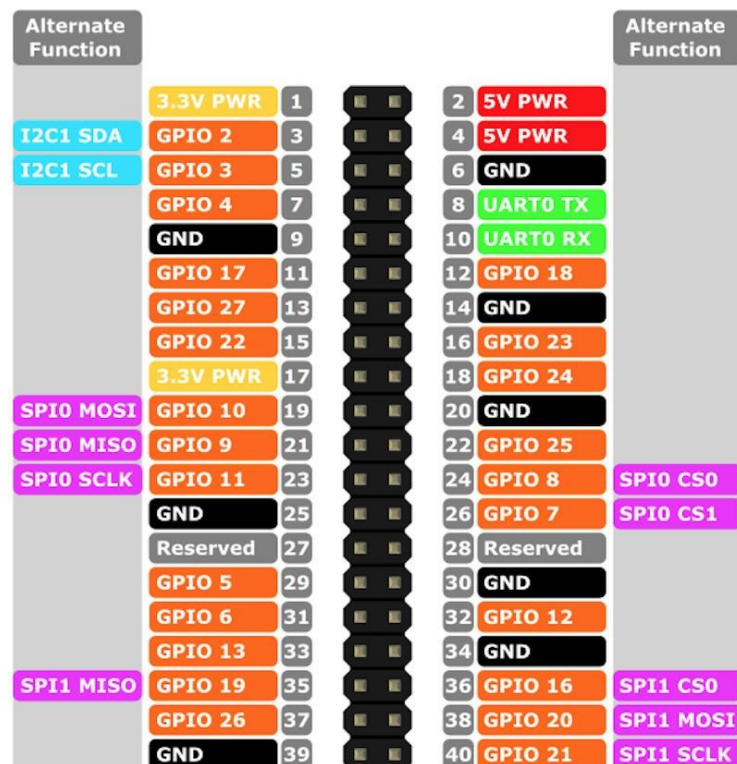 Alternate Function Alternate Function
3.3V PWR 1 2 5V PWR
I2C1 SDA GPIO 2 3 4 5V PWR
I2C1 SCL GPIO 3 5 6 GND
GPIO 4 7 8 UART0 TX
GND 9 10 UART0 RX
GPIO 17 11 12 GPIO 18
GPIO 27 13 14 GND
GPIO 22 15 16 GPIO 23
3.3V PWR 17 18 GPIO 24
SPI0 MOSI GPIO 10 19 20 GND
SPI0 MISO GPIO 9 21 22 GPIO 25
SPI0 SCLK GPIO 11 23 24 GPIO 8 SPI0 CS0
GND 25 26 GPIO 7 SPI0 CS1
Reserved 27 28 Reserved
GPIO 5 29 30 GND
GPIO 6 31 32 GPIO 12
GPIO 13 33 34 GND
SPI1 MISO GPIO 19 35 36 GPIO 16 SPI1 CS0
GPIO 26 37 38 GPIO 20 SPI1 MOSI
GND 39 40 GPIO 21 SPI1 SCLK